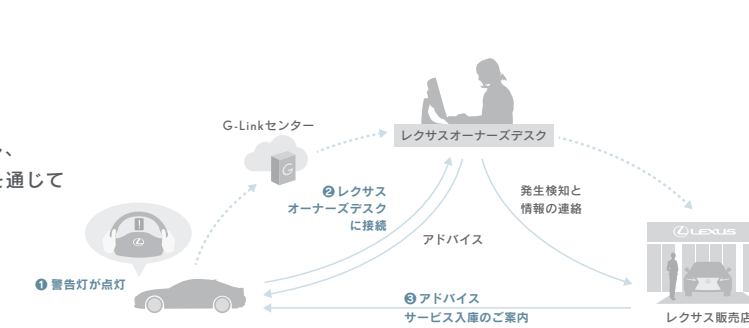 G-Linkセンター
G
レクサスオーナーズデスク
、
を通じて
❷レクサス
オーナーズデスク
に接続
発生検知と
情報の連絡
アドバイス
LEXUS
❶警告灯が点灯
❸アドバイス
サービス入庫のご案内
レクサス販売店